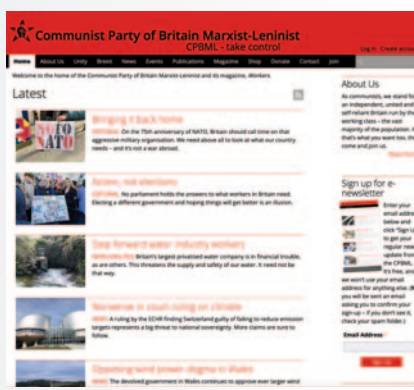 Communist Party of Britain Marxist-Leninist
CPBML - take control
Log in Create accou
Home About Us Unity Brexit News Events Publications Magazine Shop Donate Contact Join
Welcome to the home of the Communist Party of Britain Marxist-Leninist and its magazine, Workers
Latest
NO TO
NATO
Bringing it back home
On the 75th anniversary of NATO, Britain should call time on that
aggressive military organisation. We need above all to look at what our country
needs – and it's not a war abroad.
Action, not elections
No parliament holds the answers to what workers in Britain need.
Electing a different government and hoping things will get better is an illusion.
Step forward water industry workers
Britain's largest privatised water company is in financial trouble,
as are others. This threatens the supply and safety of our water. It need not be
that way.
Nonsense in court ruling on climate
A ruling by the ECHR finding Switzerland guilty of failing to reduce emission
targets represents a big threat to national sovereignty. More claims are sure to
follow.
Opposing wind power dogma in Wales
The devolved government in Wales continues to approve ever larger wind
About Us
As communists, we stand for
an independent, united and
self-reliant Britain run by the
working class – the vast
majority of the population. If
that's what you want too, then
come and join us.
Sign up for e-
newsletter
Enter your
email addre
below and
click "Sign U
to get your
regular new
update from
the CPBML.
It's free, and
we won't use your email
address for anything else. (R
you will be sent an email
asking you to confirm your
sign-up – if you don't see it,
check your spam folder.)
Email Address
Sign Up